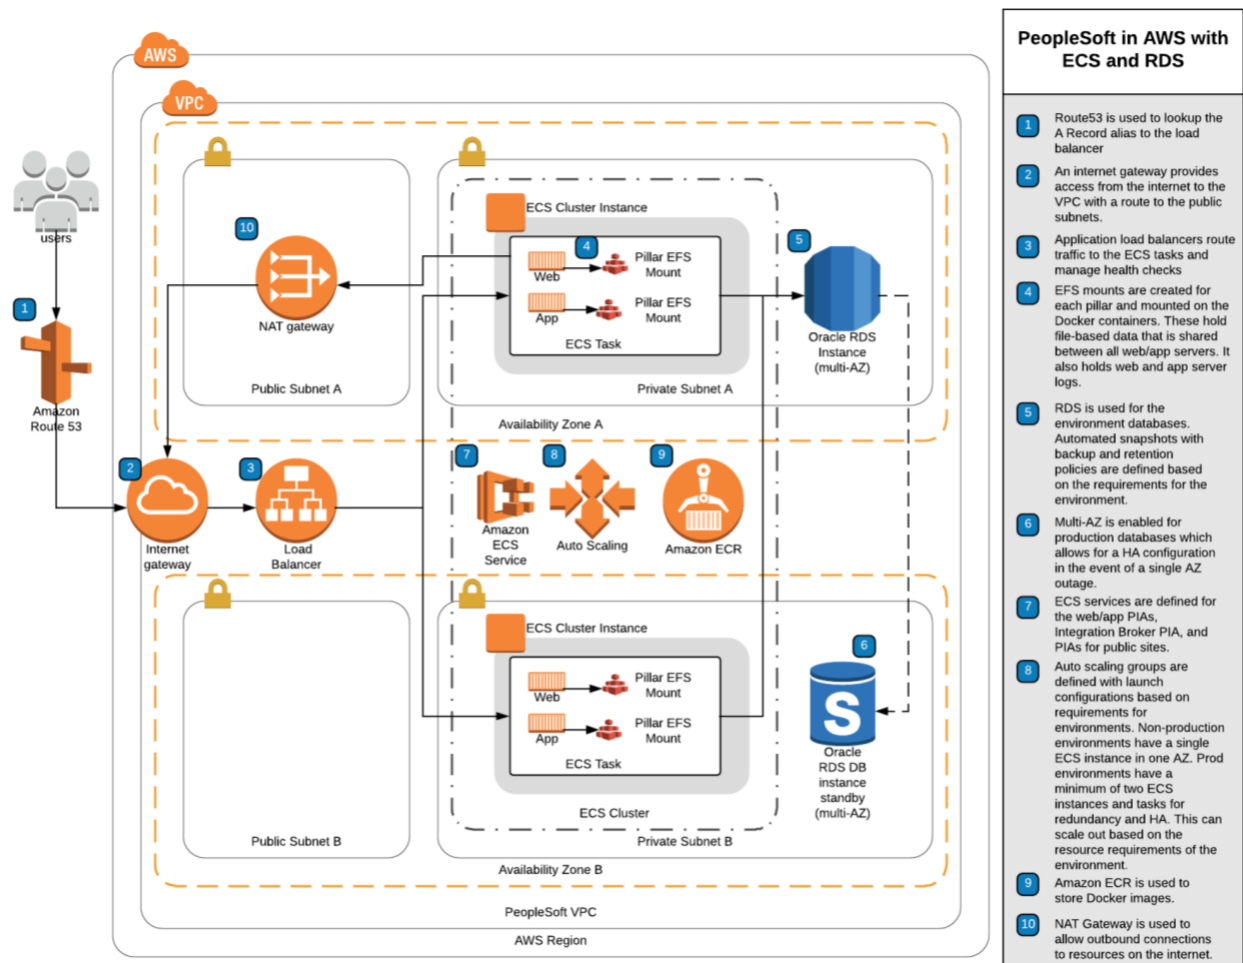 AWS
VPC
users
1
Amazon
Route 53
10
NAT gateway
Public Subnet A
ECS Cluster Instance
4
Web
Pillar EFS
Mount
App
Pillar EFS
Mount
ECS Task
5
Oracle RDS
Instance
(multi-AZ)
Private Subnet A
Availability Zone A
2
Internet
gateway
3
Load
Balancer
7
Amazon
ECS
Service
8
Auto Scaling
9
Amazon ECR
Public Subnet B
ECS Cluster Instance
Web
Pillar EFS
Mount
App
Pillar EFS
Mount
ECS Task
ECS Cluster
6
S
Oracle
RDS DB
instance
standby
(multi-AZ)
Private Subnet B
Availability Zone B
PeopleSoft VPC
AWS Region
PeopleSoft in AWS with
ECS and RDS
1
Route53 is used to lookup the
A Record alias to the load
balancer
2
An internet gateway provides
access from the internet to the
VPC with a route to the public
subnets.
3
Application load balancers route
traffic to the ECS tasks and
manage health checks
4
EFS mounts are created for
each pillar and mounted on the
Docker containers. These hold
file-based data that is shared
between all web/app servers. It
also holds web and app server
logs.
5
RDS is used for the
environment databases.
Automated snapshots with
backup and retention
policies are defined based
on the requirements for the
environment.
6
Multi-AZ is enabled for
production databases which
allows for a HA configuration
in the event of a single AZ
outage.
7
ECS services are defined for
the web/app PIAs,
Integration Broker PIA, and
PIAs for public sites.
8
Auto scaling groups are
defined with launch
configurations based on
requirements for
environments. Non-production
environments have a single
ECS instance in one AZ. Prod
environments have a
minimum of two ECS
instances and tasks for
redundancy and HA. This can
scale out based on the
resource requirements of the
environment.
9
Amazon ECR is used to
store Docker images.
10
NAT Gateway is used to
allow outbound connections
to resources on the internet.